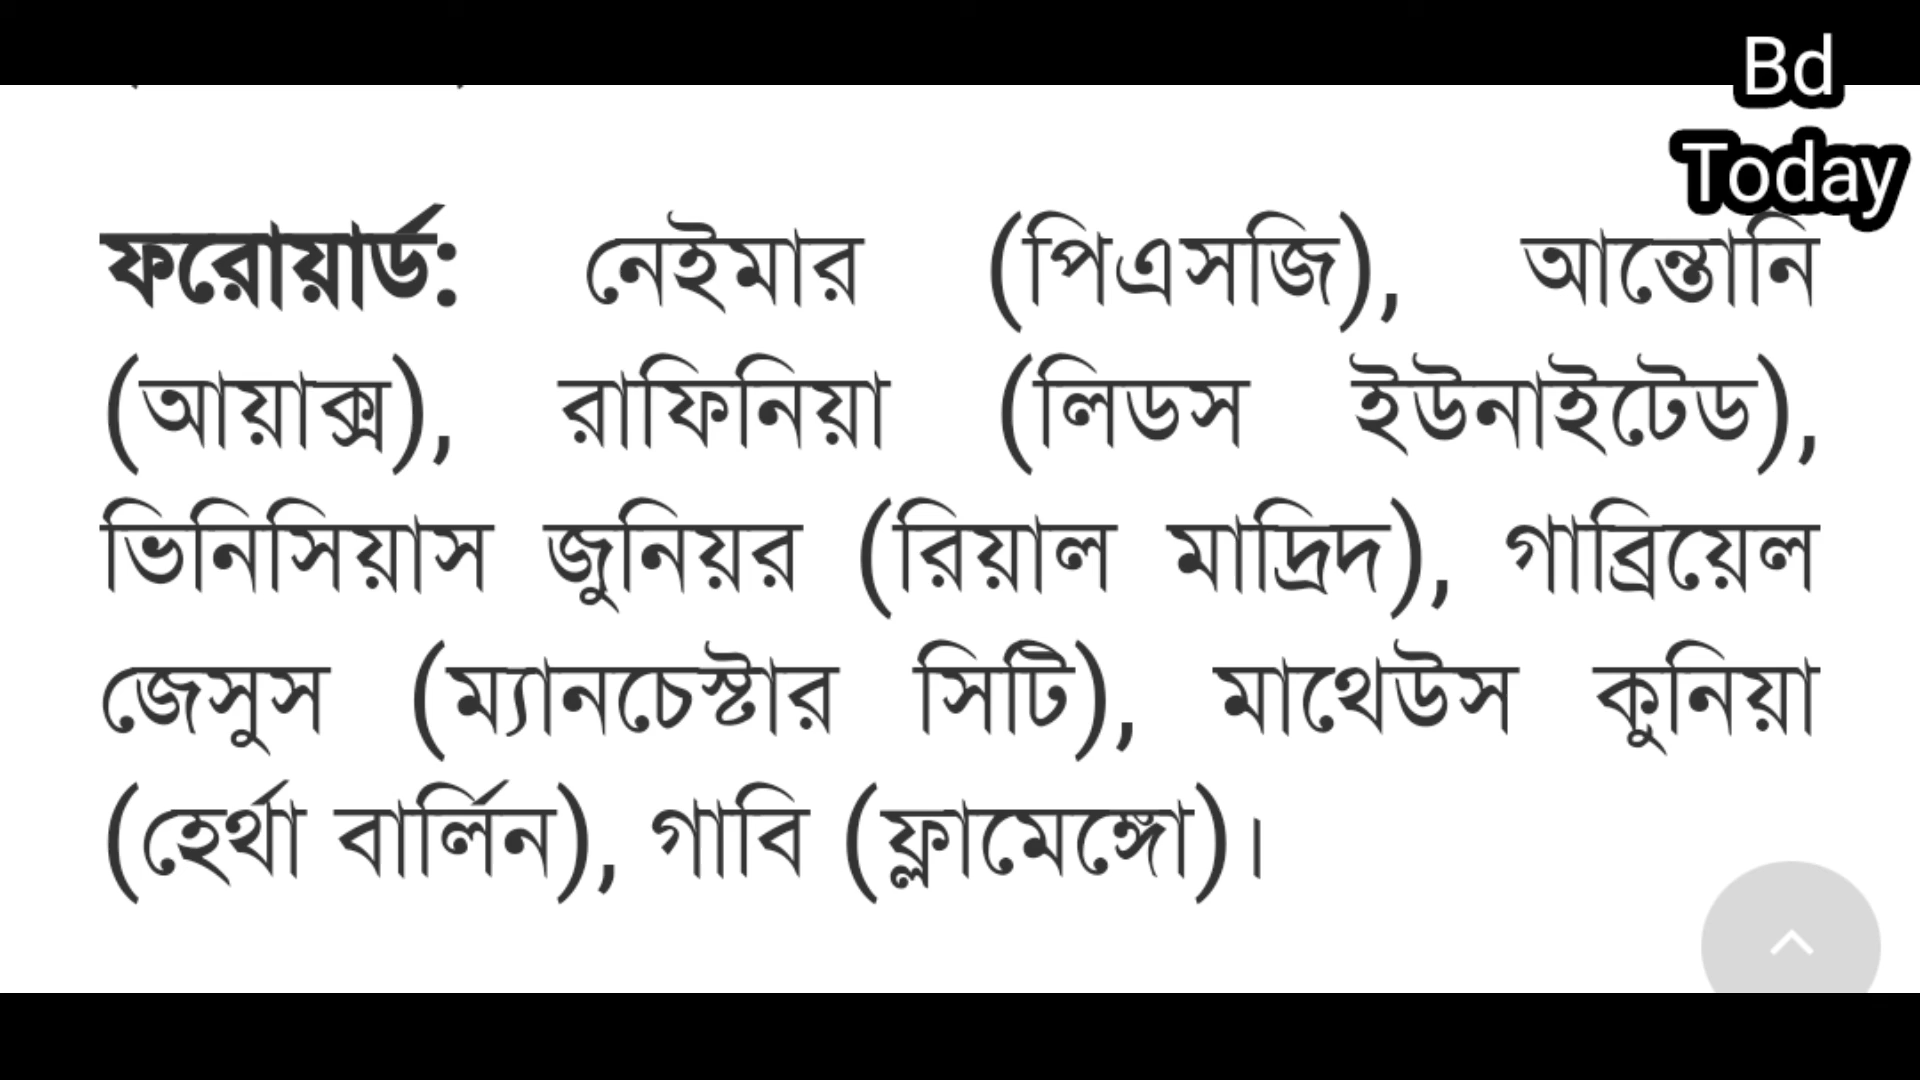 Bd
Today
ফরোয়ার্ড: নেইমার (পিএসজি), আন্তোনি
(আয়াক্স), রাফিনিয়া (লিডস ইউনাইটেড),
ভিনিসিয়াস জুনিয়র (রিয়াল মাদ্রিদ), গাব্রিয়েল
জেসুস (ম্যানচেস্টার সিটি), মাথেউস কুনিয়া
(হের্থা বার্লিন), গাবি (ফ্লামেঙ্গো)।